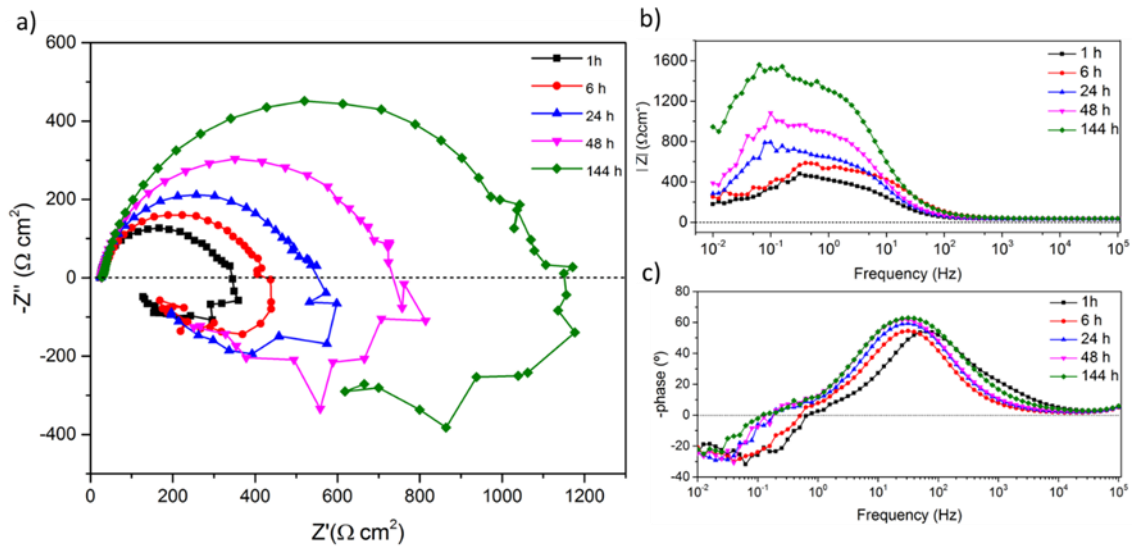 a)
600
400
200
0
-200
-400
0 200 400 600 800 1000 1200
-Z'' (Ω cm²)
Z'(Ω cm²)
1h
6 h
24 h
48 h
144 h
b)
1600
1200
800
400
0
10⁻² 10⁻¹ 10⁰ 10¹ 10² 10³ 10⁴ 10⁵
|Z| (Ωcm²)
Frequency (Hz)
1 h
6 h
24 h
48 h
144 h
c)
80
60
40
20
0
-20
-40
10⁻² 10⁻¹ 10⁰ 10¹ 10² 10³ 10⁴ 10⁵
-phase (º)
Frequency (Hz)
1h
6 h
24 h
48 h
144 h